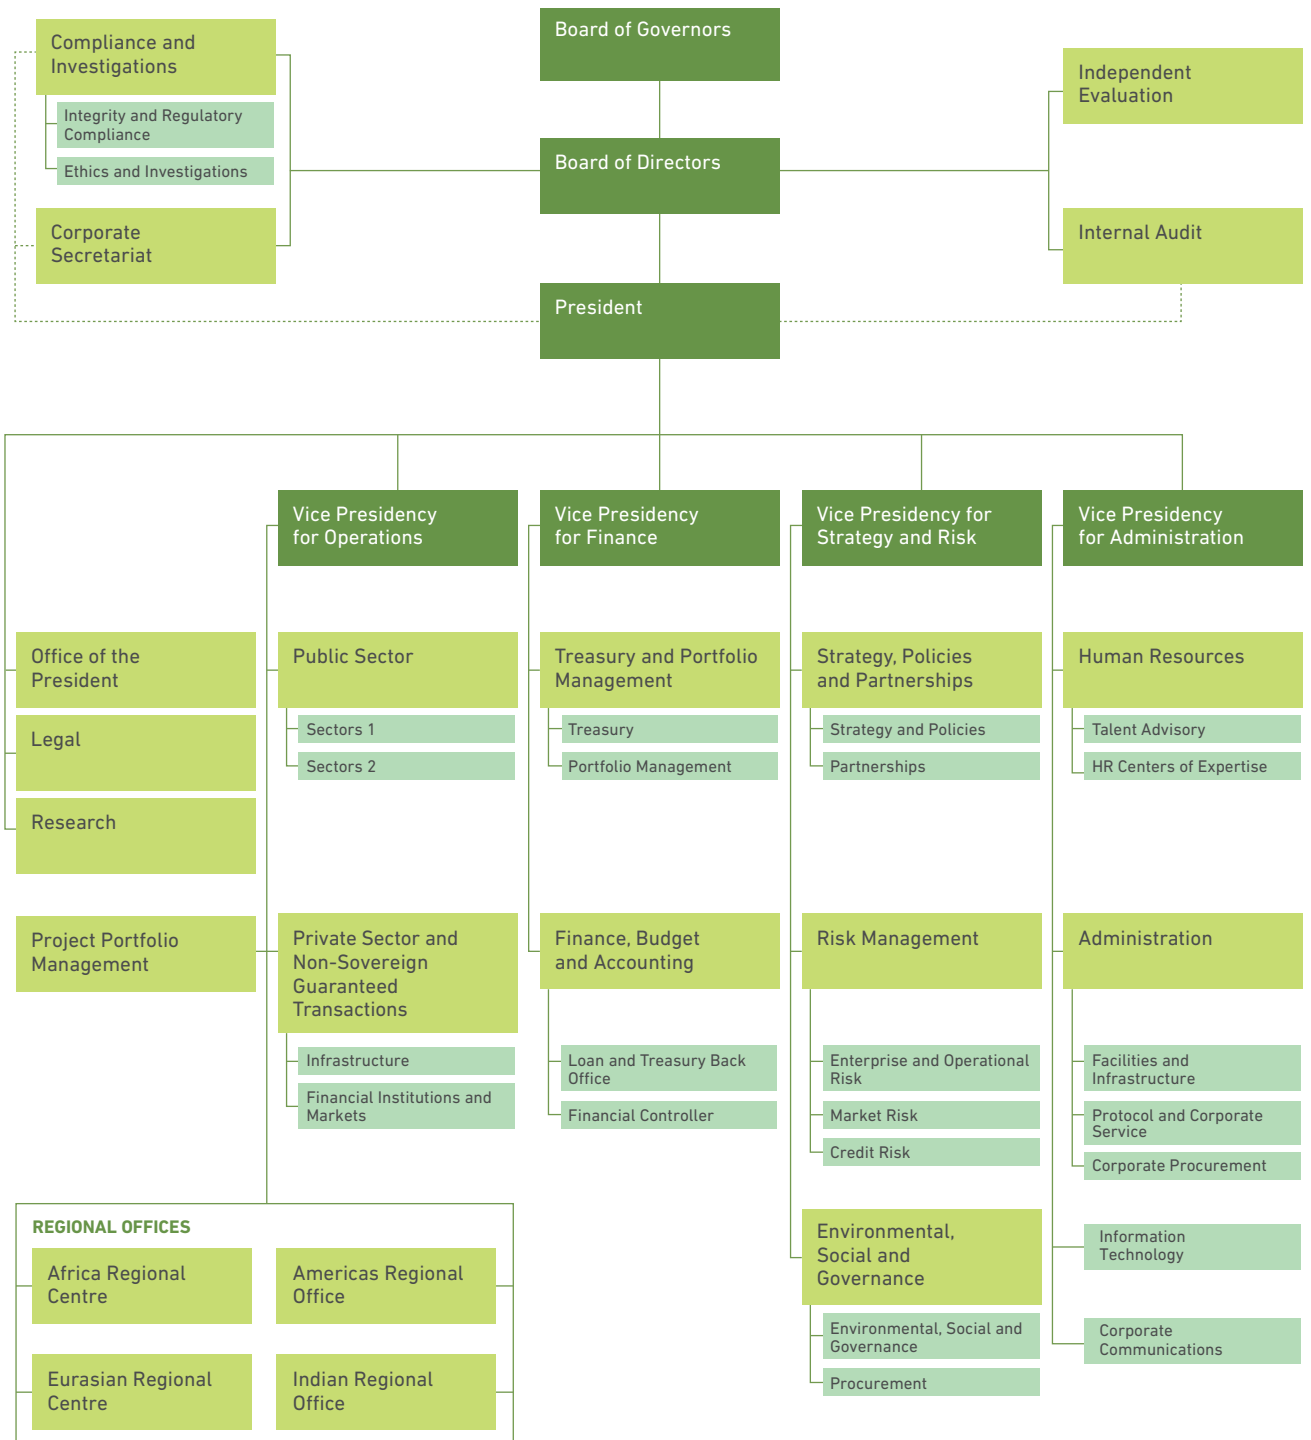 Board of Governors
Compliance and
Investigations
Integrity and Regulatory
Compliance
Ethics and Investigations
Independent
Evaluation
Board of Directors
Corporate
Secretariat
Internal Audit
President
Vice Presidency
for Operations
Vice Presidency
for Finance
Vice Presidency for
Strategy and Risk
Vice Presidency
for Administration
Office of the
President
Legal
Research
Project Portfolio
Management
Public Sector
Sectors 1
Sectors 2
Private Sector and
Non-Sovereign
Guaranteed
Transactions
Infrastructure
Financial Institutions and
Markets
Treasury and Portfolio
Management
Treasury
Portfolio Management
Finance, Budget
and Accounting
Loan and Treasury Back
Office
Financial Controller
Strategy, Policies
and Partnerships
Strategy and Policies
Partnerships
Risk Management
Enterprise and Operational
Risk
Market Risk
Credit Risk
Environmental,
Social and
Governance
Environmental, Social and
Governance
Procurement
Human Resources
Talent Advisory
HR Centers of Expertise
Administration
Facilities and
Infrastructure
Protocol and Corporate
Service
Corporate Procurement
Information
Technology
Corporate
Communications
REGIONAL OFFICES
Africa Regional
Centre
Americas Regional
Office
Eurasian Regional
Centre
Indian Regional
Office